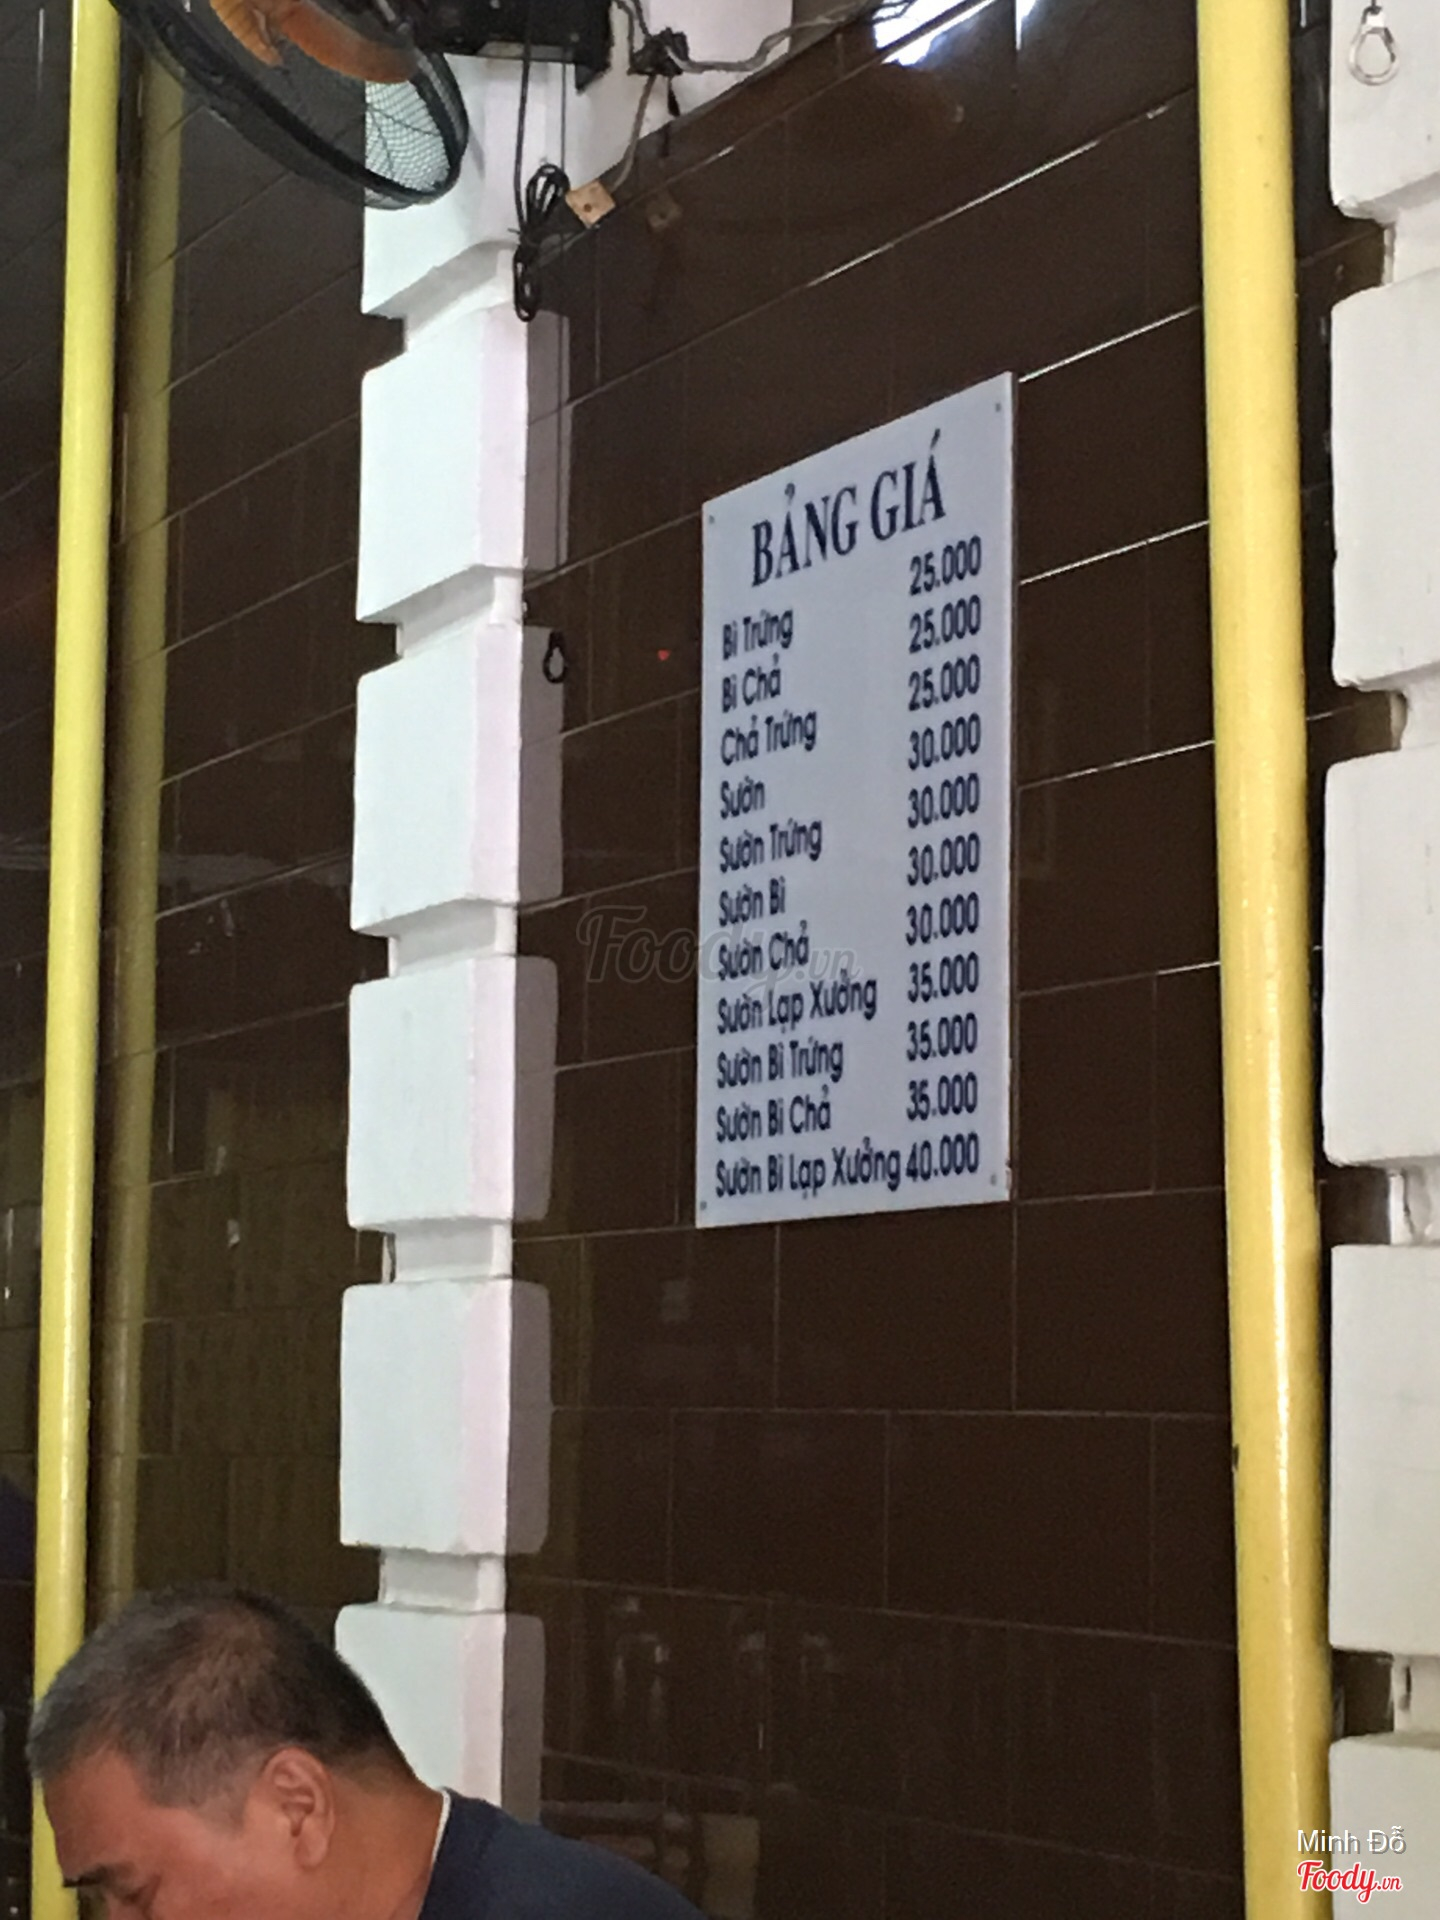 BẢNG GIÁ
Bì Trứng 25.000
Bì Chả 25.000
Chả Trứng 25.000
Sườn 30.000
Sườn Trứng 30.000
Sườn Bì 30.000
Sườn Chả 30.000
Sườn Lạp Xưởng 35.000
Sườn Bì Trứng 35.000
Sườn Bì Chả 35.000
Sườn Bì Lạp Xưởng 40.000
Foody.vn
Minh Đỗ
Foody.vn